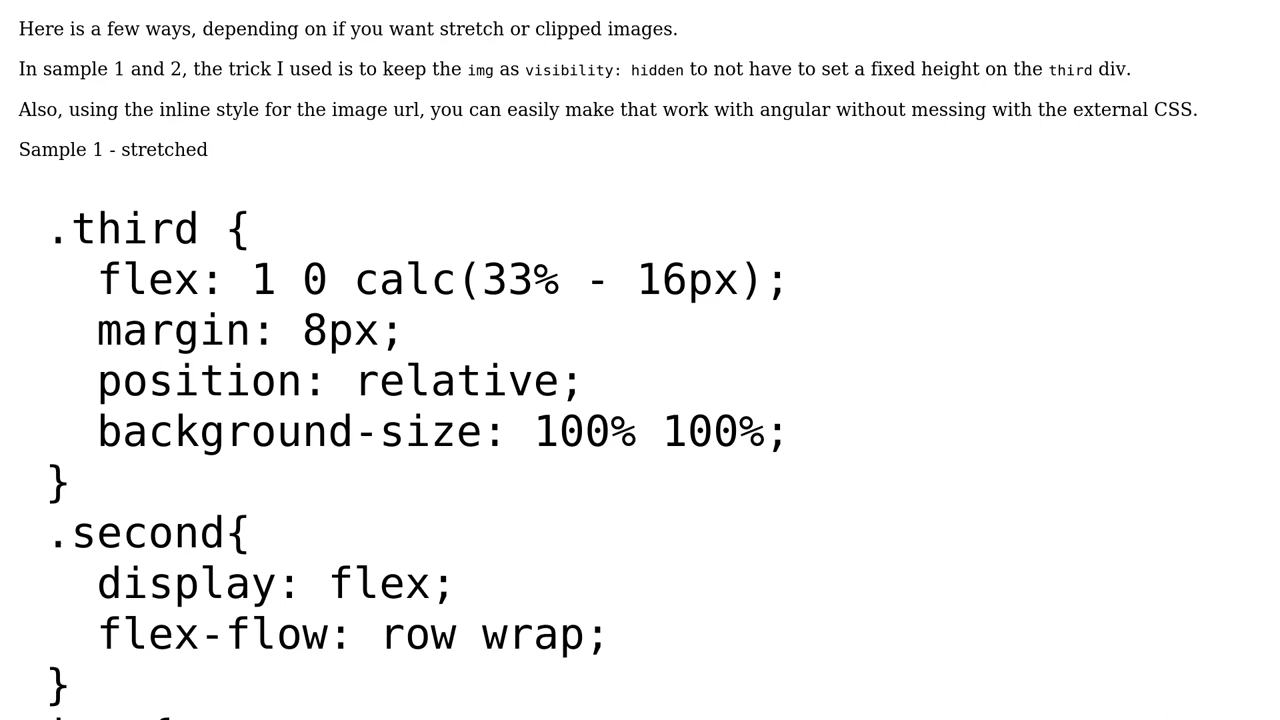 Here is a few ways, depending on if you want stretch or clipped images.
In sample 1 and 2, the trick I used is to keep the img as visibility: hidden to not have to set a fixed height on the third div.
Also, using the inline style for the image url, you can easily make that work with angular without messing with the external CSS.
Sample 1 - stretched
.third {
  flex: 1 0 calc(33% - 16px);
  margin: 8px;
  position: relative;
  background-size: 100% 100%;
}
.second{
  display: flex;
  flex-flow: row wrap;
}